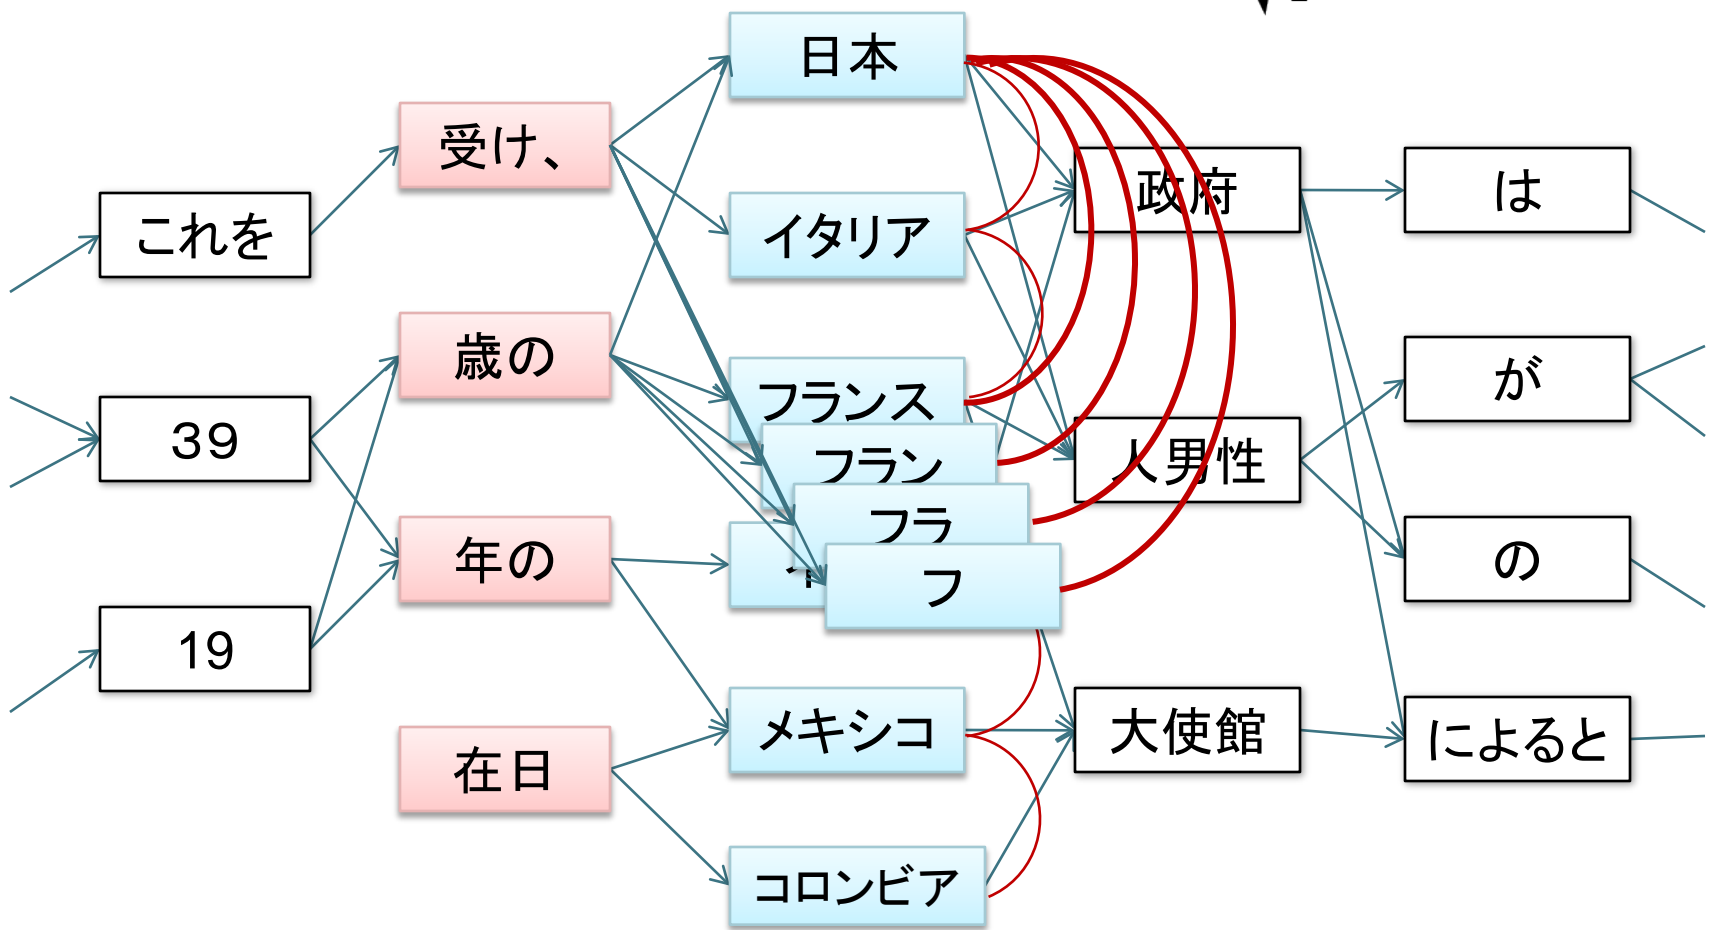 これを
39
19
受け、
歳の
年の
在日
日本
イタリア
フランス
フラン
フラ
フ
メキシコ
コロンビア
政府
人男性
大使館
は
が
の
によると